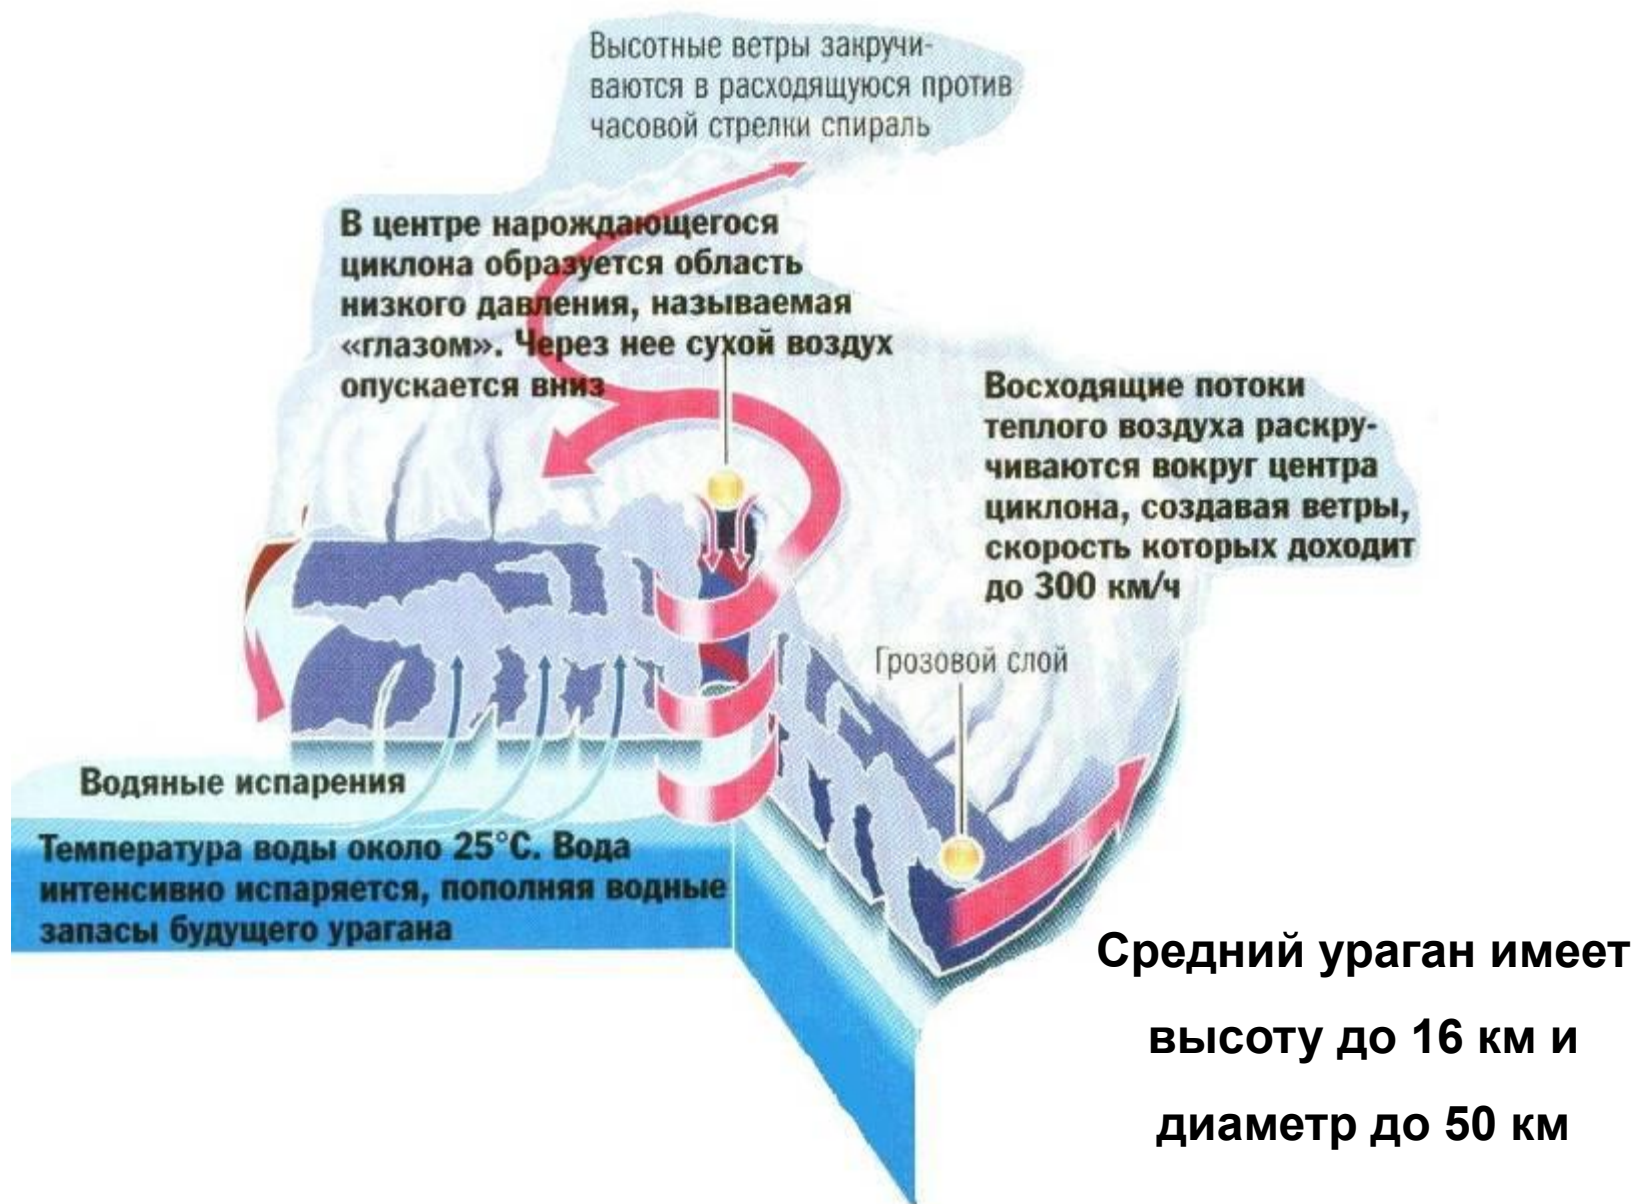 Высотные ветры закручи-
ваются в расходящуюся против
часовой стрелки спираль
В центре нарождающегося
циклона образуется область
низкого давления, называемая
«глазом». Через нее сухой воздух
опускается вниз
Восходящие потоки
теплого воздуха раскру-
чиваются вокруг центра
циклона, создавая ветры,
скорость которых доходит
до 300 км/ч
Грозовой слой
Водяные испарения
Температура воды около 25°C. Вода
интенсивно испаряется, пополняя водные
запасы будущего урагана
Средний ураган имеет
высоту до 16 км и
диаметр до 50 км